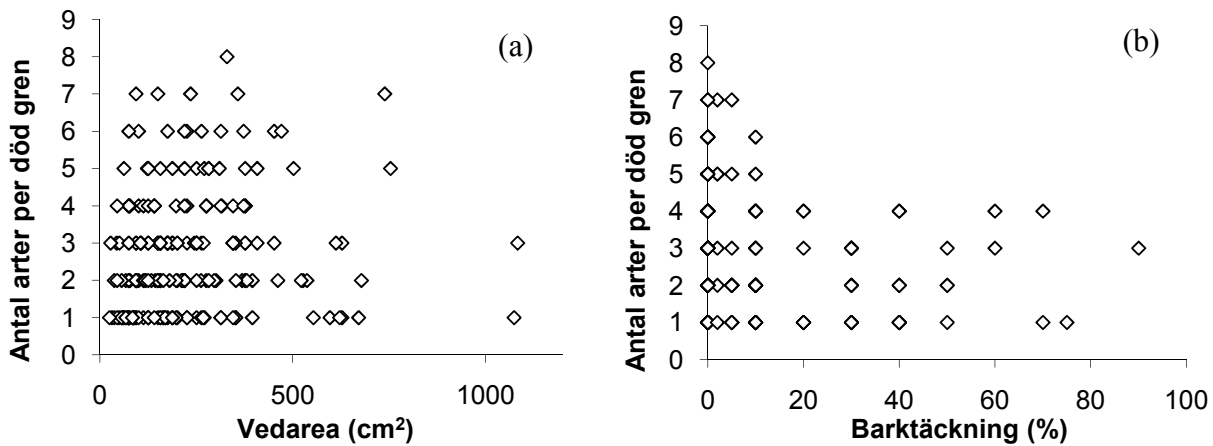 (a)
Antal arter per död gren
9
8
7
6
5
4
3
2
1
0
0 500 1000
Vedarea (cm²)
(b)
Antal arter per död gren
9
8
7
6
5
4
3
2
1
0
0 20 40 60 80 100
Barktäckning (%)